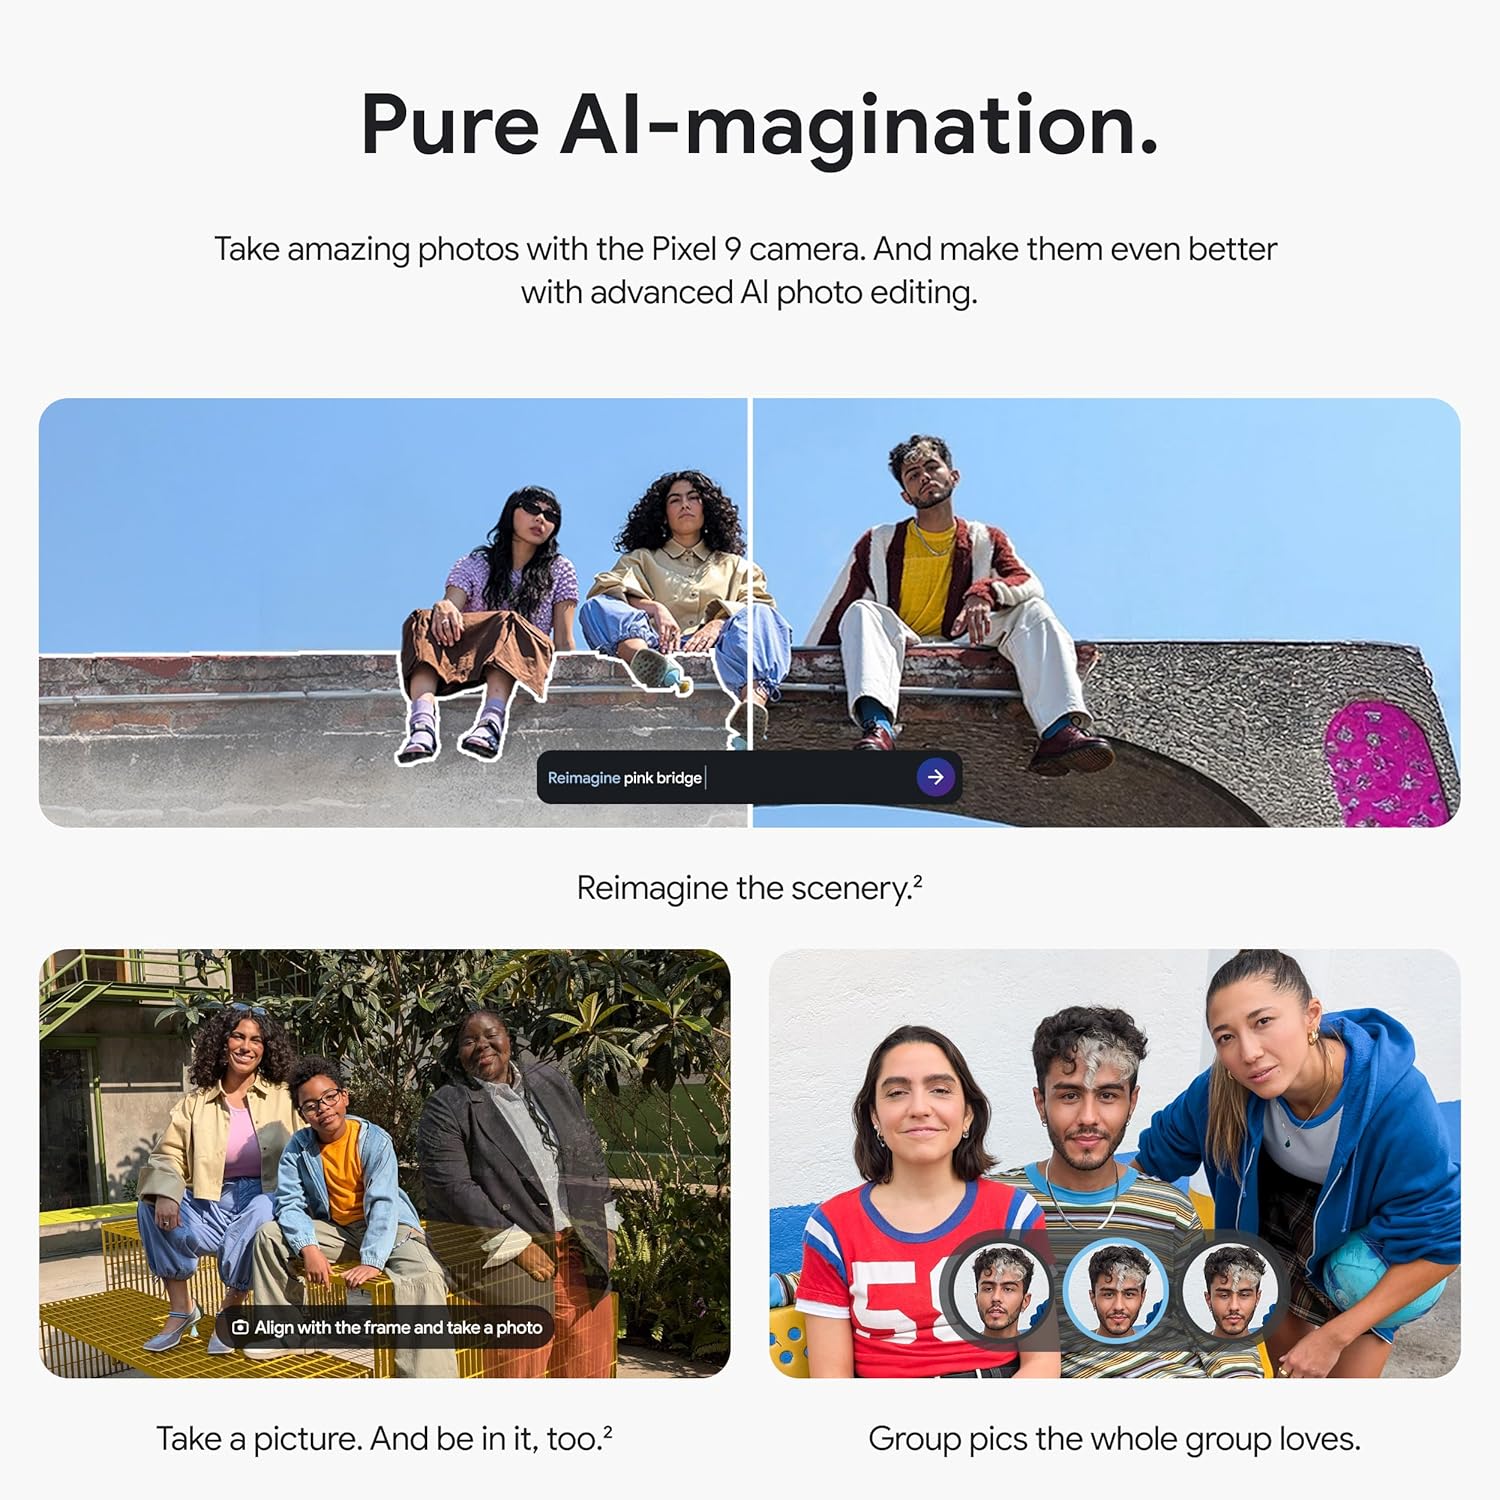 Pure AI-magination.
Take amazing photos with the Pixel 9 camera. And make them even better
with advanced AI photo editing.
Reimagine pink bridge
Reimagine the scenery.²
Align with the frame and take a photo
Take a picture. And be in it, too.²
Group pics the whole group loves.